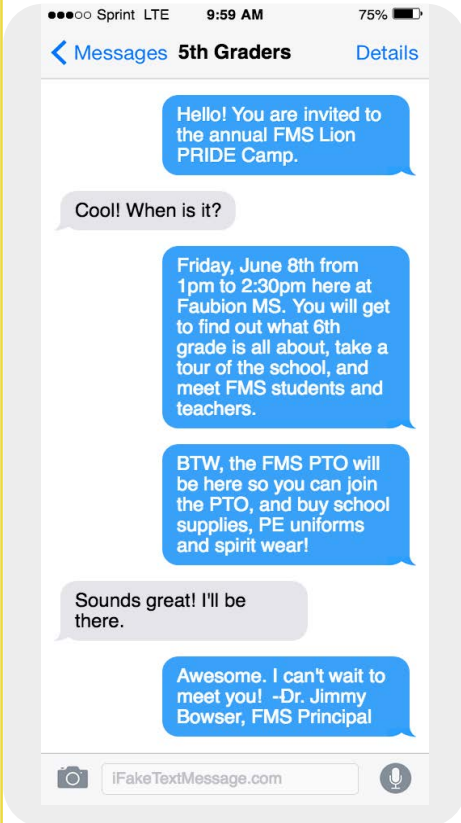 Sprint LTE 9:59 AM 75%
Messages 5th Graders Details
Hello! You are invited to
the annual FMS Lion
PRIDE Camp.
Cool! When is it?
Friday, June 8th from
1pm to 2:30pm here at
Faubion MS. You will get
to find out what 6th
grade is all about, take a
tour of the school, and
meet FMS students and
teachers.
BTW, the FMS PTO will
be here so you can join
the PTO, and buy school
supplies, PE uniforms
and spirit wear!
Sounds great! I'll be
there.
Awesome. I can't wait to
meet you! -Dr. Jimmy
Bowser, FMS Principal
iFakeTextMessage.com